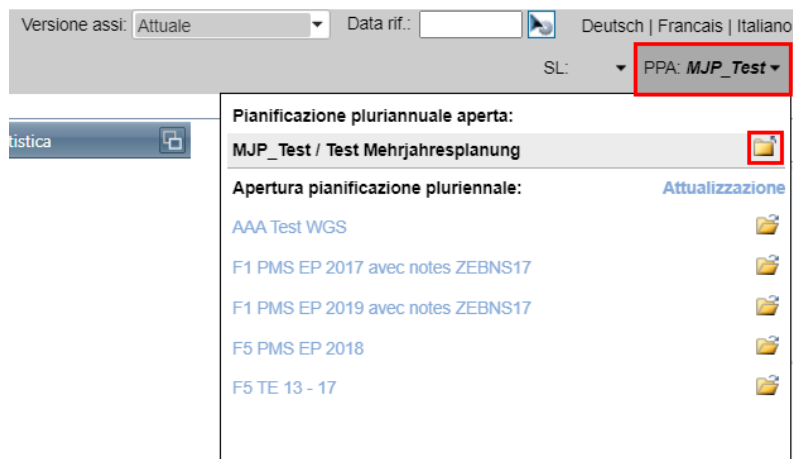 Versione assi: Attuale Data rif.: Deutsch | Francais | Italiano
SL: PPA: MJP_Test
Pianificazione pluriannuale aperta:
tistica
MJP_Test / Test Mehrjahresplanung
Apertura pianificazione pluriennale: Attualizzazione
AAA Test WGS
F1 PMS EP 2017 avec notes ZEBNS17
F1 PMS EP 2019 avec notes ZEBNS17
F5 PMS EP 2018
F5 TE 13 - 17